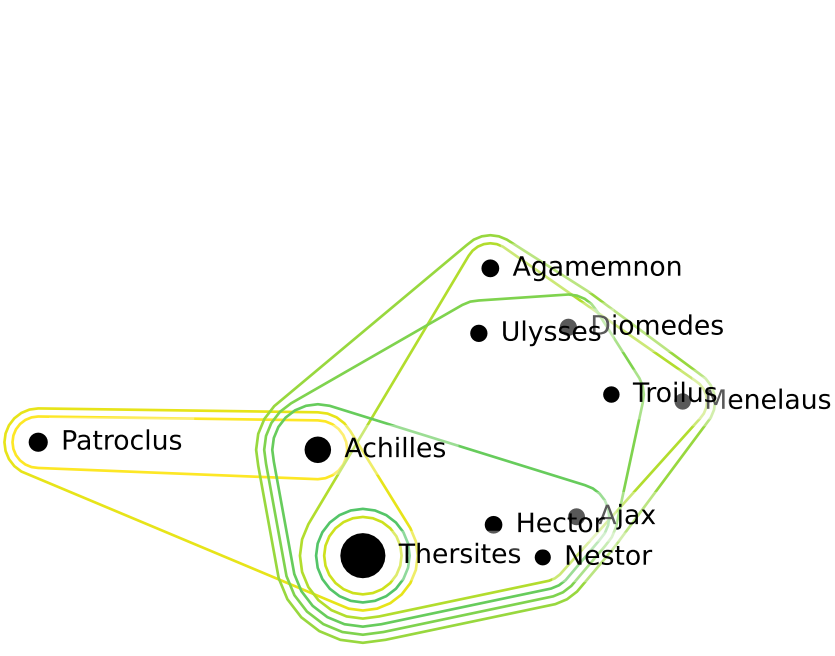 Agamemnon
Ulysses
Diomedes
Troilus
Menelaus
Patroclus
Achilles
Hector
Ajax
Thersites
Nestor